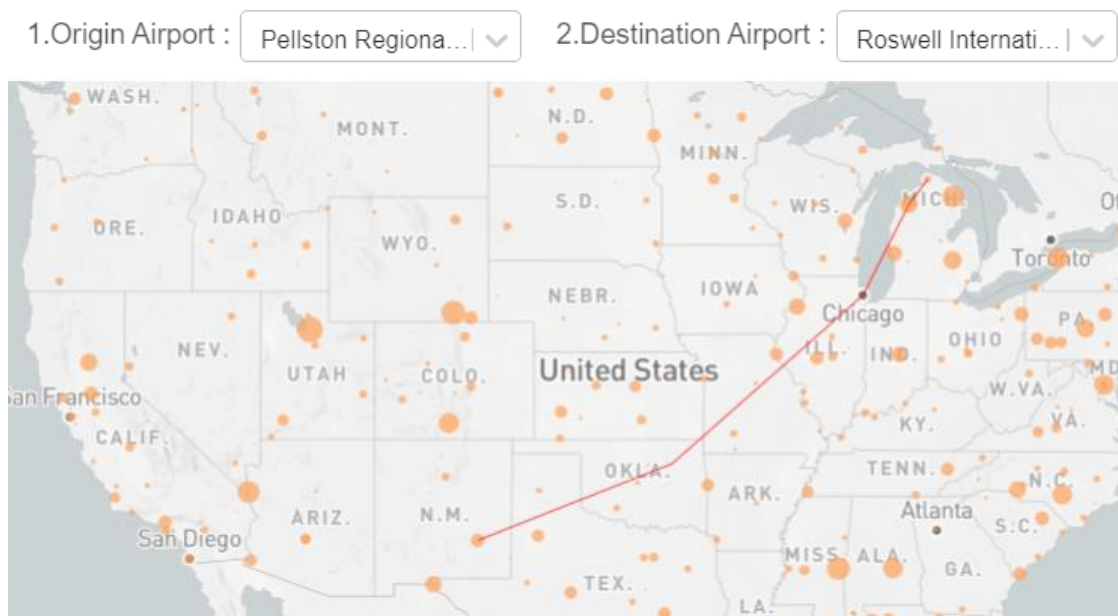 1.Origin Airport : Pellston Regiona... 2.Destination Airport : Roswell Internati...
WASH.
MONT.
N.D.
MINN.
ORE.
IDAHO
WYO.
S.D.
WIS.
MICH.
Toronto
NEBR.
IOWA
Chicago
NEV.
UTAH
COLO.
United States
ILL.
IND.
OHIO
PA.
San Francisco
CALIF.
W.VA.
MD.
KY.
VA.
ARIZ.
N.M.
OKLA.
ARK.
TENN.
N.C.
San Diego
Atlanta
S.C.
TEX.
MISS.
ALA.
GA.
LA.